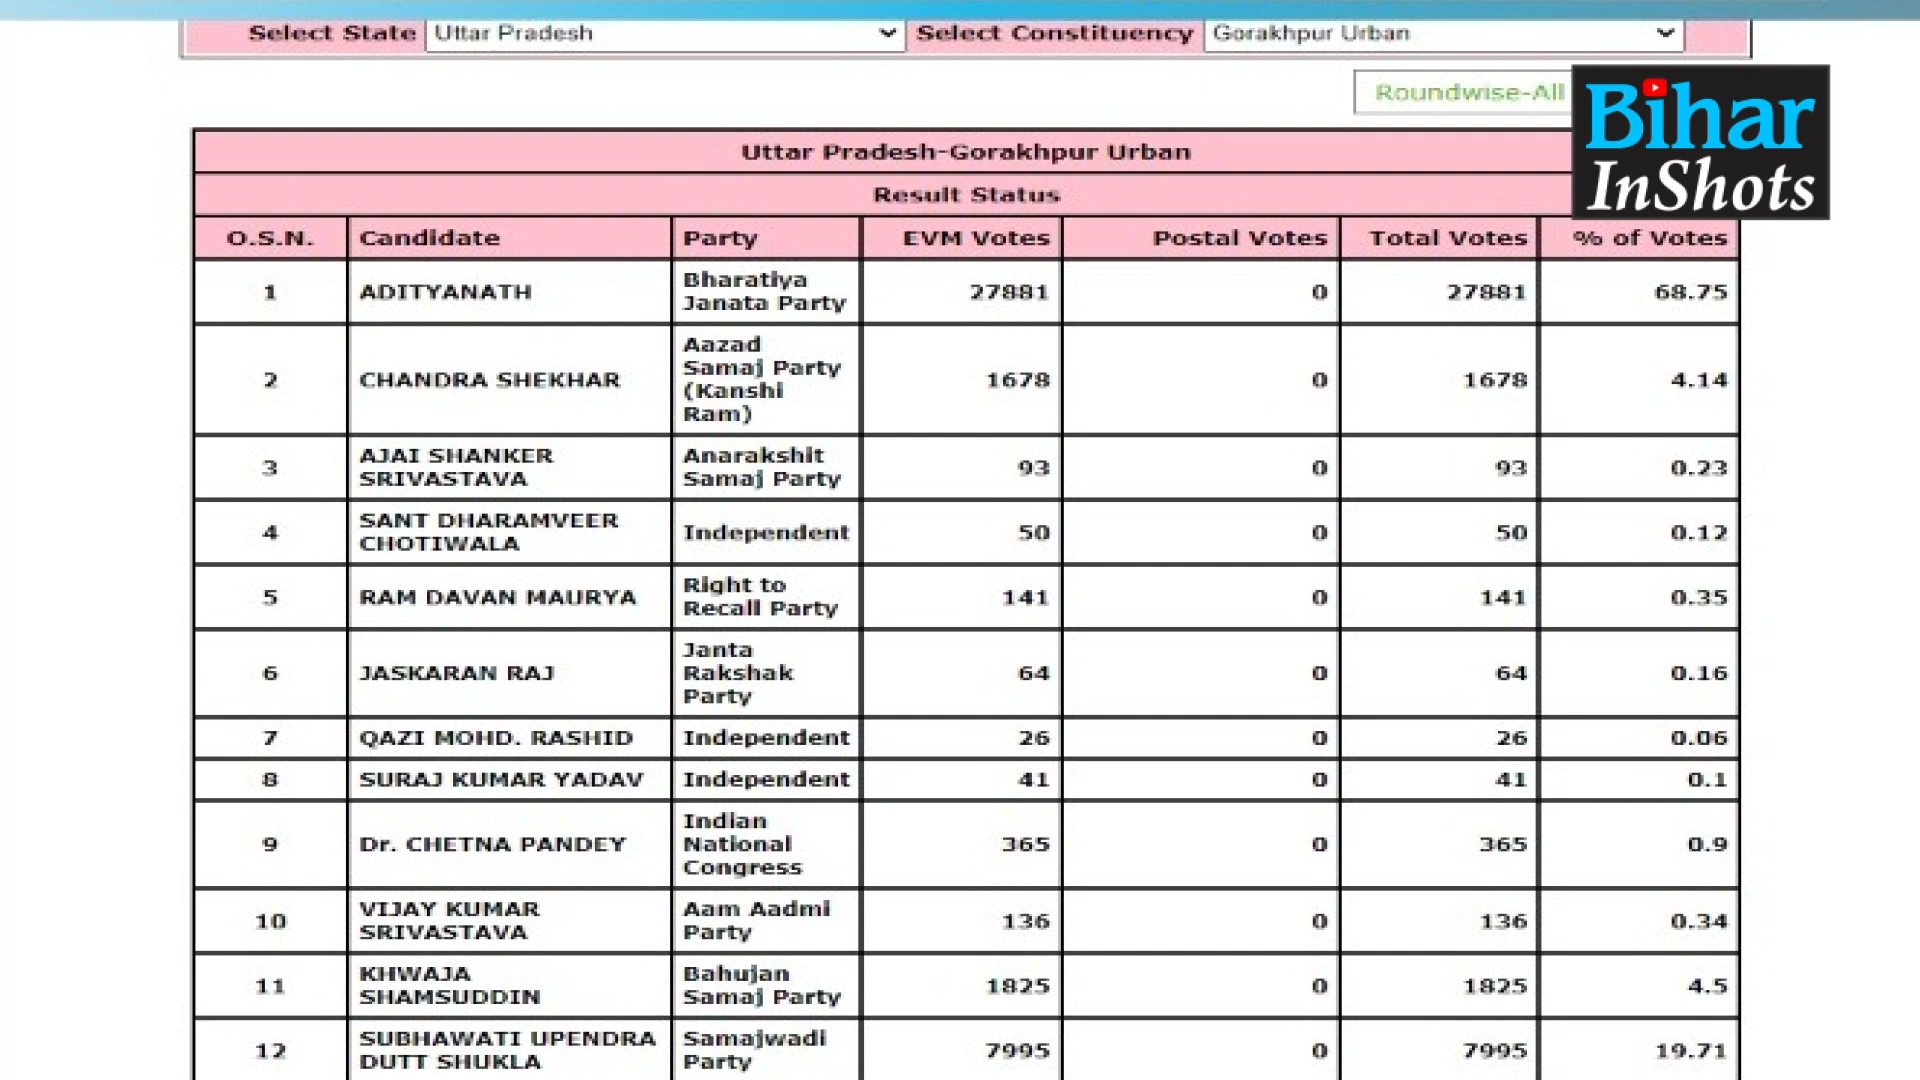 Select State Uttar Pradesh Select Constituency Gorakhpur Urban
Roundwise-All
Bihar
InShots
Uttar Pradesh-Gorakhpur Urban
Result Status
O.S.N. Candidate Party EVM Votes Postal Votes Total Votes % of Votes
1 ADITYANATH Bharatiya Janata Party 27881 0 27881 68.75
2 CHANDRA SHEKHAR Aazad Samaj Party (Kanshi Ram) 1678 0 1678 4.14
3 AJAI SHANKER SRIVASTAVA Anarakshit Samaj Party 93 0 93 0.23
4 SANT DHARAMVEER CHOTIWALA Independent 50 0 50 0.12
5 RAM DAVAN MAURYA Right to Recall Party 141 0 141 0.35
6 JASKARAN RAJ Janta Rakshak Party 64 0 64 0.16
7 QAZI MOHD. RASHID Independent 26 0 26 0.06
8 SURAJ KUMAR YADAV Independent 41 0 41 0.1
9 Dr. CHETNA PANDEY Indian National Congress 365 0 365 0.9
10 VIJAY KUMAR SRIVASTAVA Aam Aadmi Party 136 0 136 0.34
11 KHWAJA SHAMSUDDIN Bahujan Samaj Party 1825 0 1825 4.5
12 SUBHAWATI UPENDRA DUTT SHUKLA Samajwadi Party 7995 0 7995 19.71